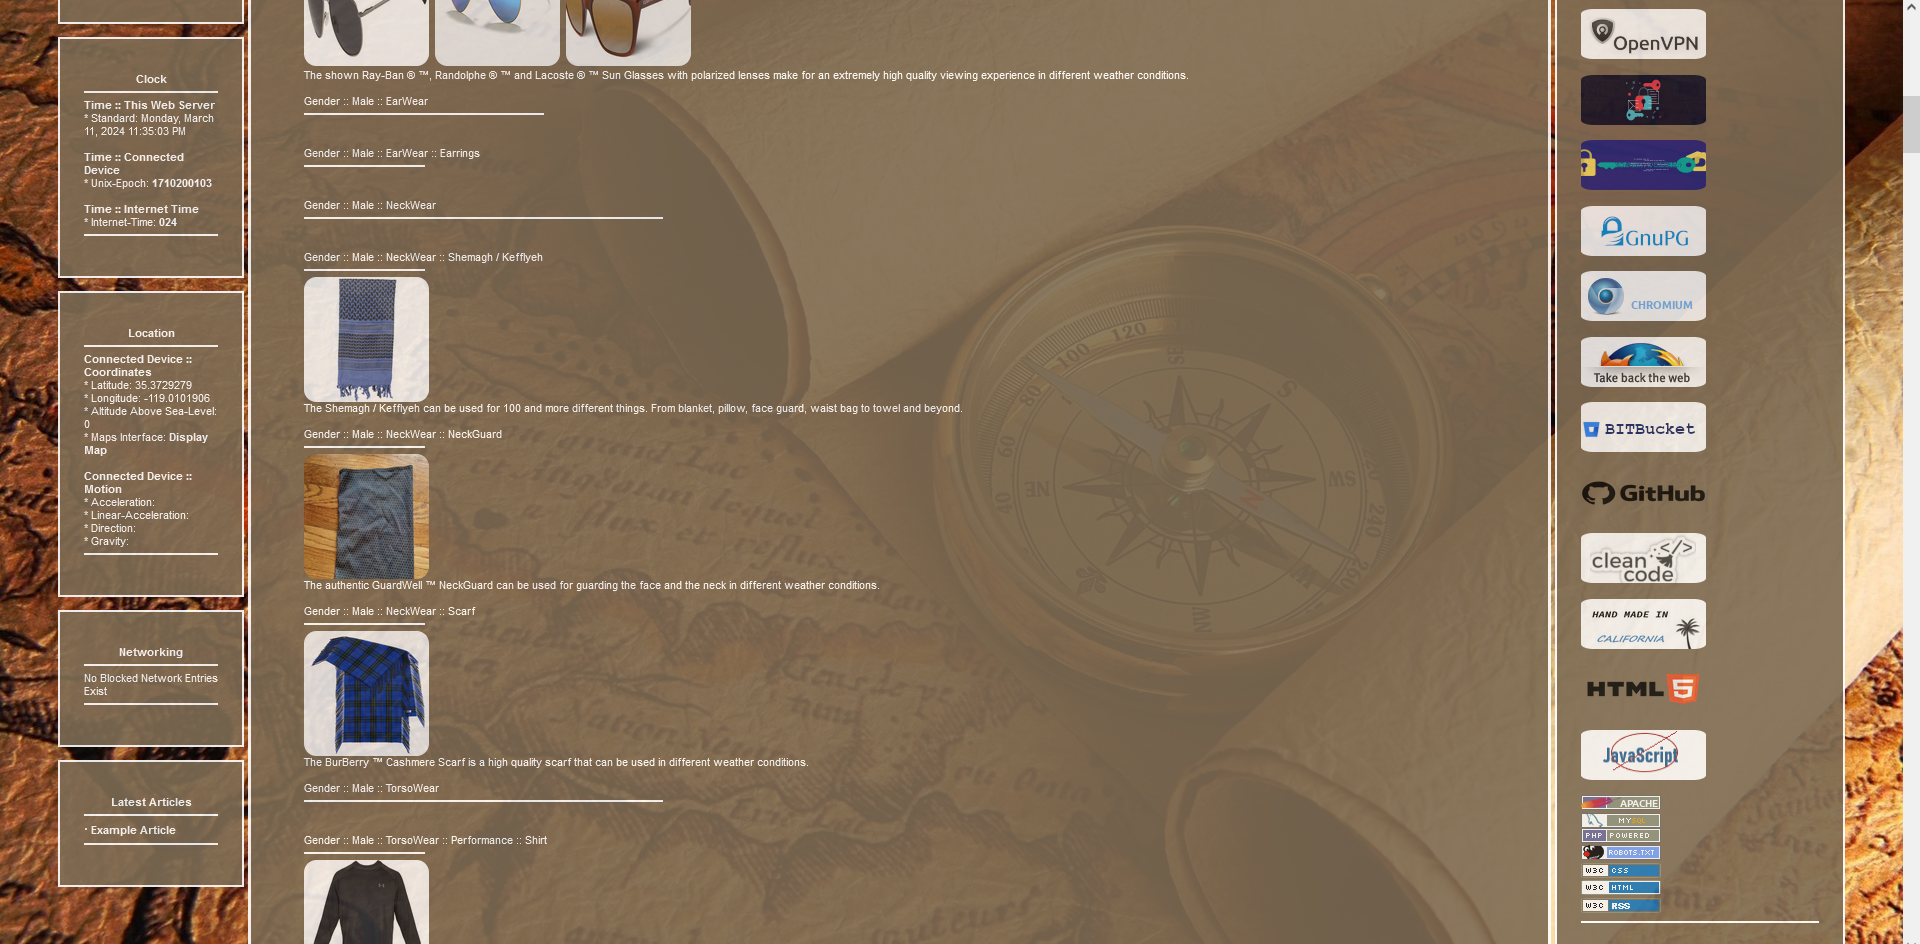 Clock
Time :: This Web Server
* Standard: Monday, March
11, 2024 11:35:03 PM
Time :: Connected
Device
* Unix-Epoch: 1710200103
Time :: Internet Time
* Internet-Time: 024
Location
Connected Device ::
Coordinates
* Latitude: 35.3729279
* Longitude: -119.0101906
* Altitude Above Sea-Level:
0
* Maps Interface: Display
Map
Connected Device ::
Motion
* Acceleration:
* Linear-Acceleration:
* Direction:
* Gravity:
Networking
No Blocked Network Entries
Exist
Latest Articles
· Example Article
The shown Ray-Ban ® ™, Randolphe ® ™ and Lacoste ® ™ Sun Glasses with polarized lenses make for an extremely high quality viewing experience in different weather conditions.
Gender :: Male :: EarWear
Gender :: Male :: EarWear :: Earrings
Gender :: Male :: NeckWear
Gender :: Male :: NeckWear :: Shemagh / Kefflyeh
The Shemagh / Kefflyeh can be used for 100 and more different things. From blanket, pillow, face guard, waist bag to towel and beyond.
Gender :: Male :: NeckWear :: NeckGuard
The authentic GuardWell ™ NeckGuard can be used for guarding the face and the neck in different weather conditions.
Gender :: Male :: NeckWear :: Scarf
The BurBerry ™ Cashmere Scarf is a high quality scarf that can be used in different weather conditions.
Gender :: Male :: TorsoWear
Gender :: Male :: TorsoWear :: Performance :: Shirt
OpenVPN
GnuPG
CHROMIUM
Take back the web
BITBucket
GitHub
</>
clean
code
HAND MADE IN
CALIFORNIA
HTML 5
JavaScript
APACHE
MYSQL
PHP POWERED
ROBOTS.TXT
W3C CSS
W3C HTML
W3C RSS